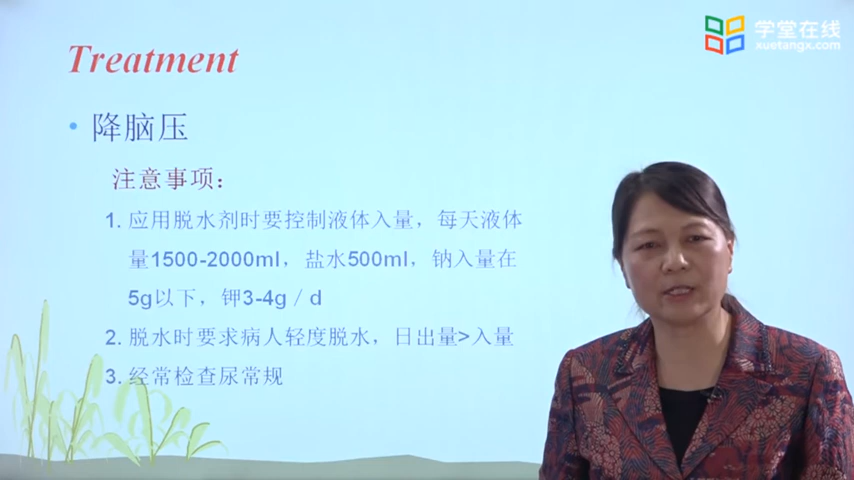 学堂在线
xuetangx.com
Treatment
• 降脑压
注意事项：
1. 应用脱水剂时要控制液体入量，每天液体
量1500-2000ml，盐水500ml，钠入量在
5g以下，钾3-4g / d
2. 脱水时要求病人轻度脱水，日出量>入量
3. 经常检查尿常规